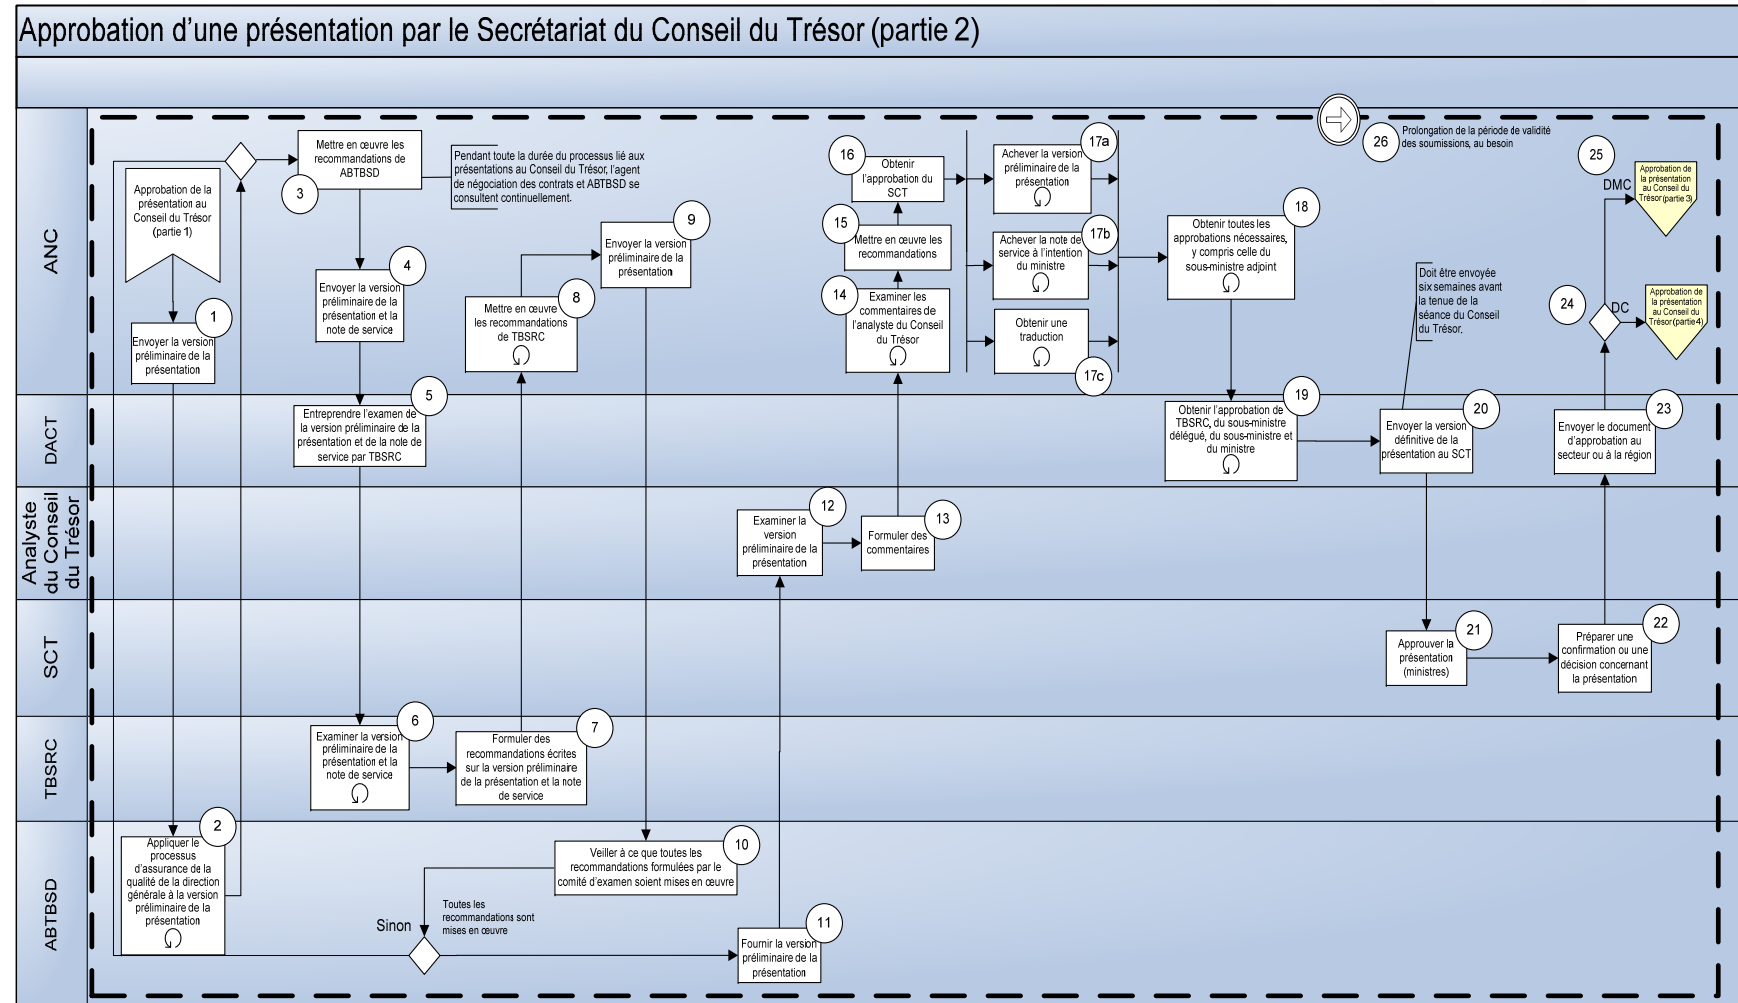 Approbation d’une présentation par le Secrétariat du Conseil du Trésor (partie 2)
ANC
Approbation de la
présentation au
Conseil du Trésor
(partie 1)
1
Envoyer la version
préliminaire de la
présentation
Mettre en œuvre les
recommandations de
ABTBSD
3
Pendant toute la durée du processus lié aux
présentations au Conseil du Trésor, l’agent
de négociation des contrats et ABTBSD se
consultent continuellement.
4
Envoyer la version
préliminaire de la
présentation et la
note de service
8
Mettre en œuvre
les recommandations
de TBSRC
9
Envoyer la version
préliminaire de la
présentation
16
Obtenir
l’approbation du
SCT
15
Mettre en œuvre les
recommandations
14
Examiner les
commentaires de
l’analyste du Conseil
du Trésor
17a
Achever la version
préliminaire de la
présentation
17b
Achever la note de
service à l’intention
du ministre
Obtenir une
traduction
17c
18
Obtenir toutes les
approbations nécessaires,
y compris celle du
sous-ministre adjoint
26
Prolongation de la période de validité
des soumissions, au besoin
Doit être envoyée
six semaines avant
la tenue de la
séance du Conseil
du Trésor.
25
DMC
Approbation de
la présentation
au Conseil du
Trésor (partie 3)
24
DC
Approbation de
la présentation
au Conseil du
Trésor (partie 4)
DACT
5
Entreprendre l’examen de
la version préliminaire de la
présentation et de la note de
service par TBSRC
19
Obtenir l’approbation de
TBSRC, du sous-ministre
délégué, du sous-ministre et
du ministre
20
Envoyer la version
définitive de la
présentation au SCT
23
Envoyer le document
d’approbation au
secteur ou à la région
Analyste
du Conseil
du Trésor
12
Examiner la
version
préliminaire de la
présentation
13
Formuler des
commentaires
SCT
21
Approuver la
présentation
(ministres)
22
Préparer une
confirmation ou une
décision concernant
la présentation
TBSRC
6
Examiner la version
préliminaire de la
présentation et la
note de service
7
Formuler des
recommandations écrites
sur la version préliminaire
de la présentation et la note
de service
ABTBSD
2
Appliquer le
processus
d’assurance de la
qualité de la direction
générale à la version
préliminaire de la
présentation
10
Veiller à ce que toutes les
recommandations formulées par le
comité d’examen soient mises en œuvre
Sinon
Toutes les
recommandations sont
mises en œuvre
11
Fournir la version
préliminaire de la
présentation